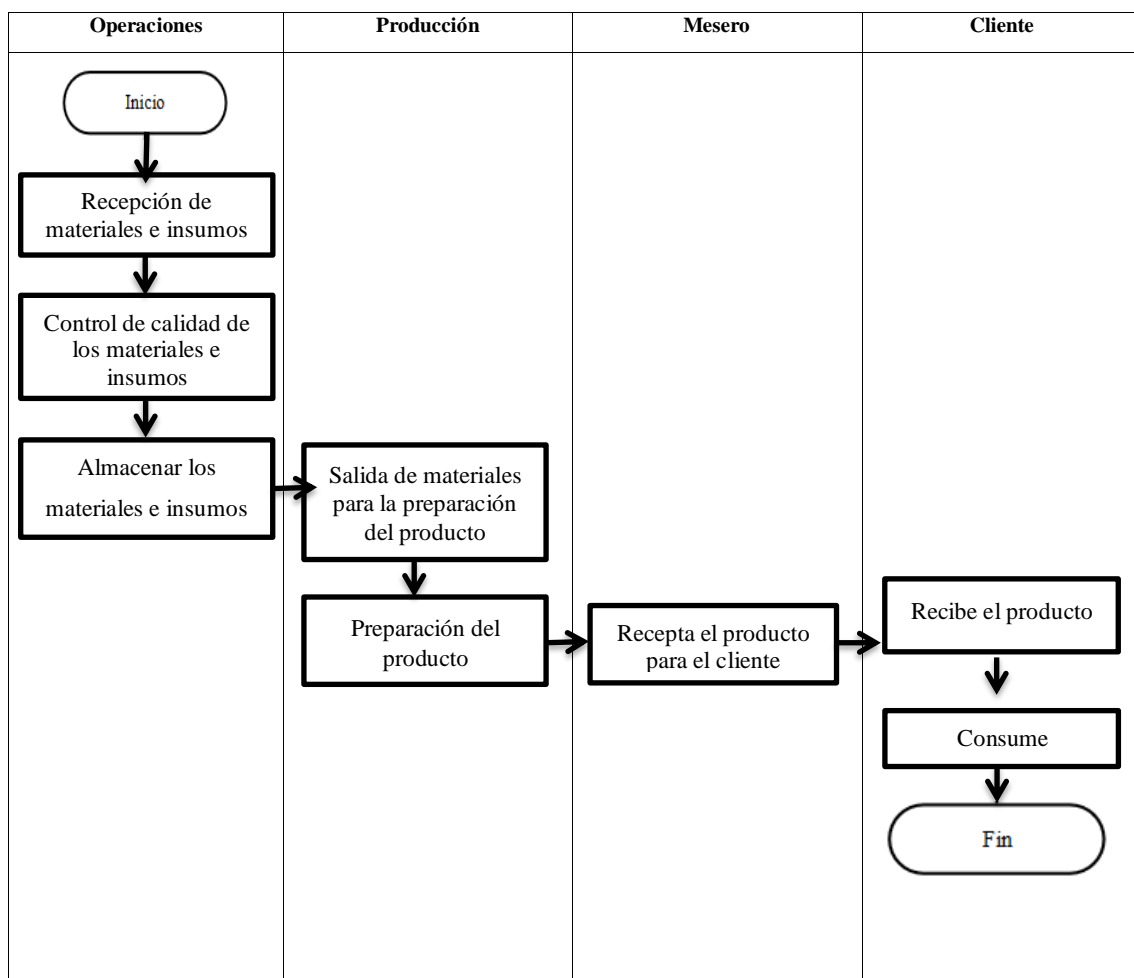 Operaciones
Producción
Mesero
Cliente
Inicio
Recepción de
materiales e insumos
Control de calidad de
los materiales e
insumos
Almacenar los
materiales e insumos
Salida de materiales
para la preparación
del producto
Preparación del
producto
Recepta el producto
para el cliente
Recibe el producto
Consume
Fin